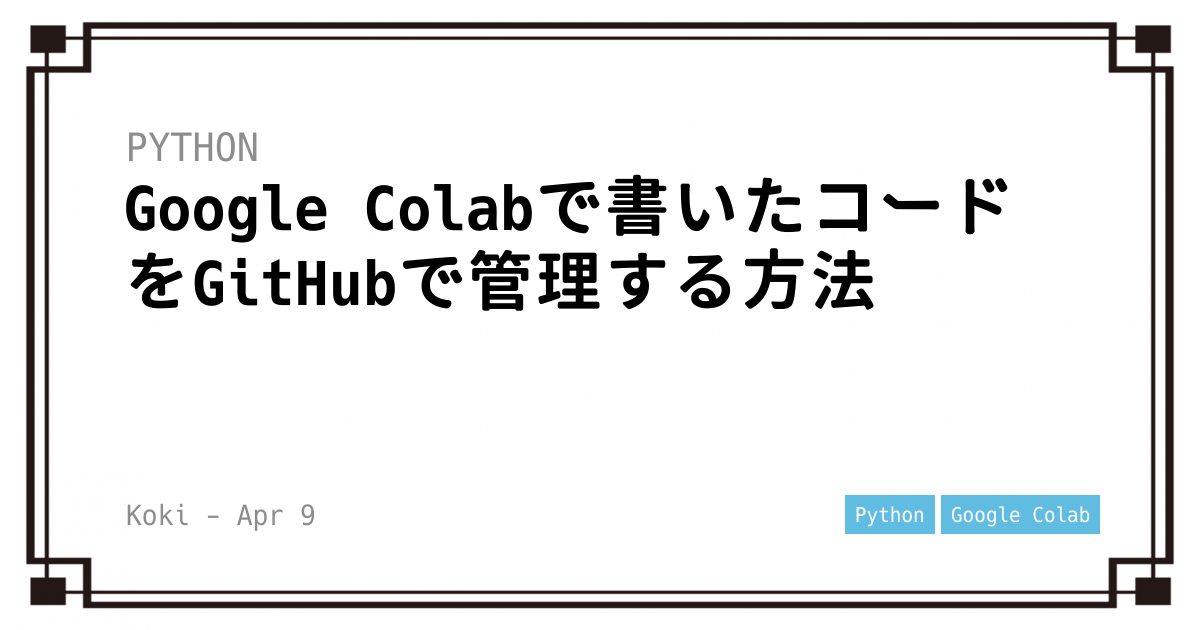 PYTHON
Google Colabで書いたコード
をGitHubで管理する方法
Koki – Apr 9
Python Google Colab